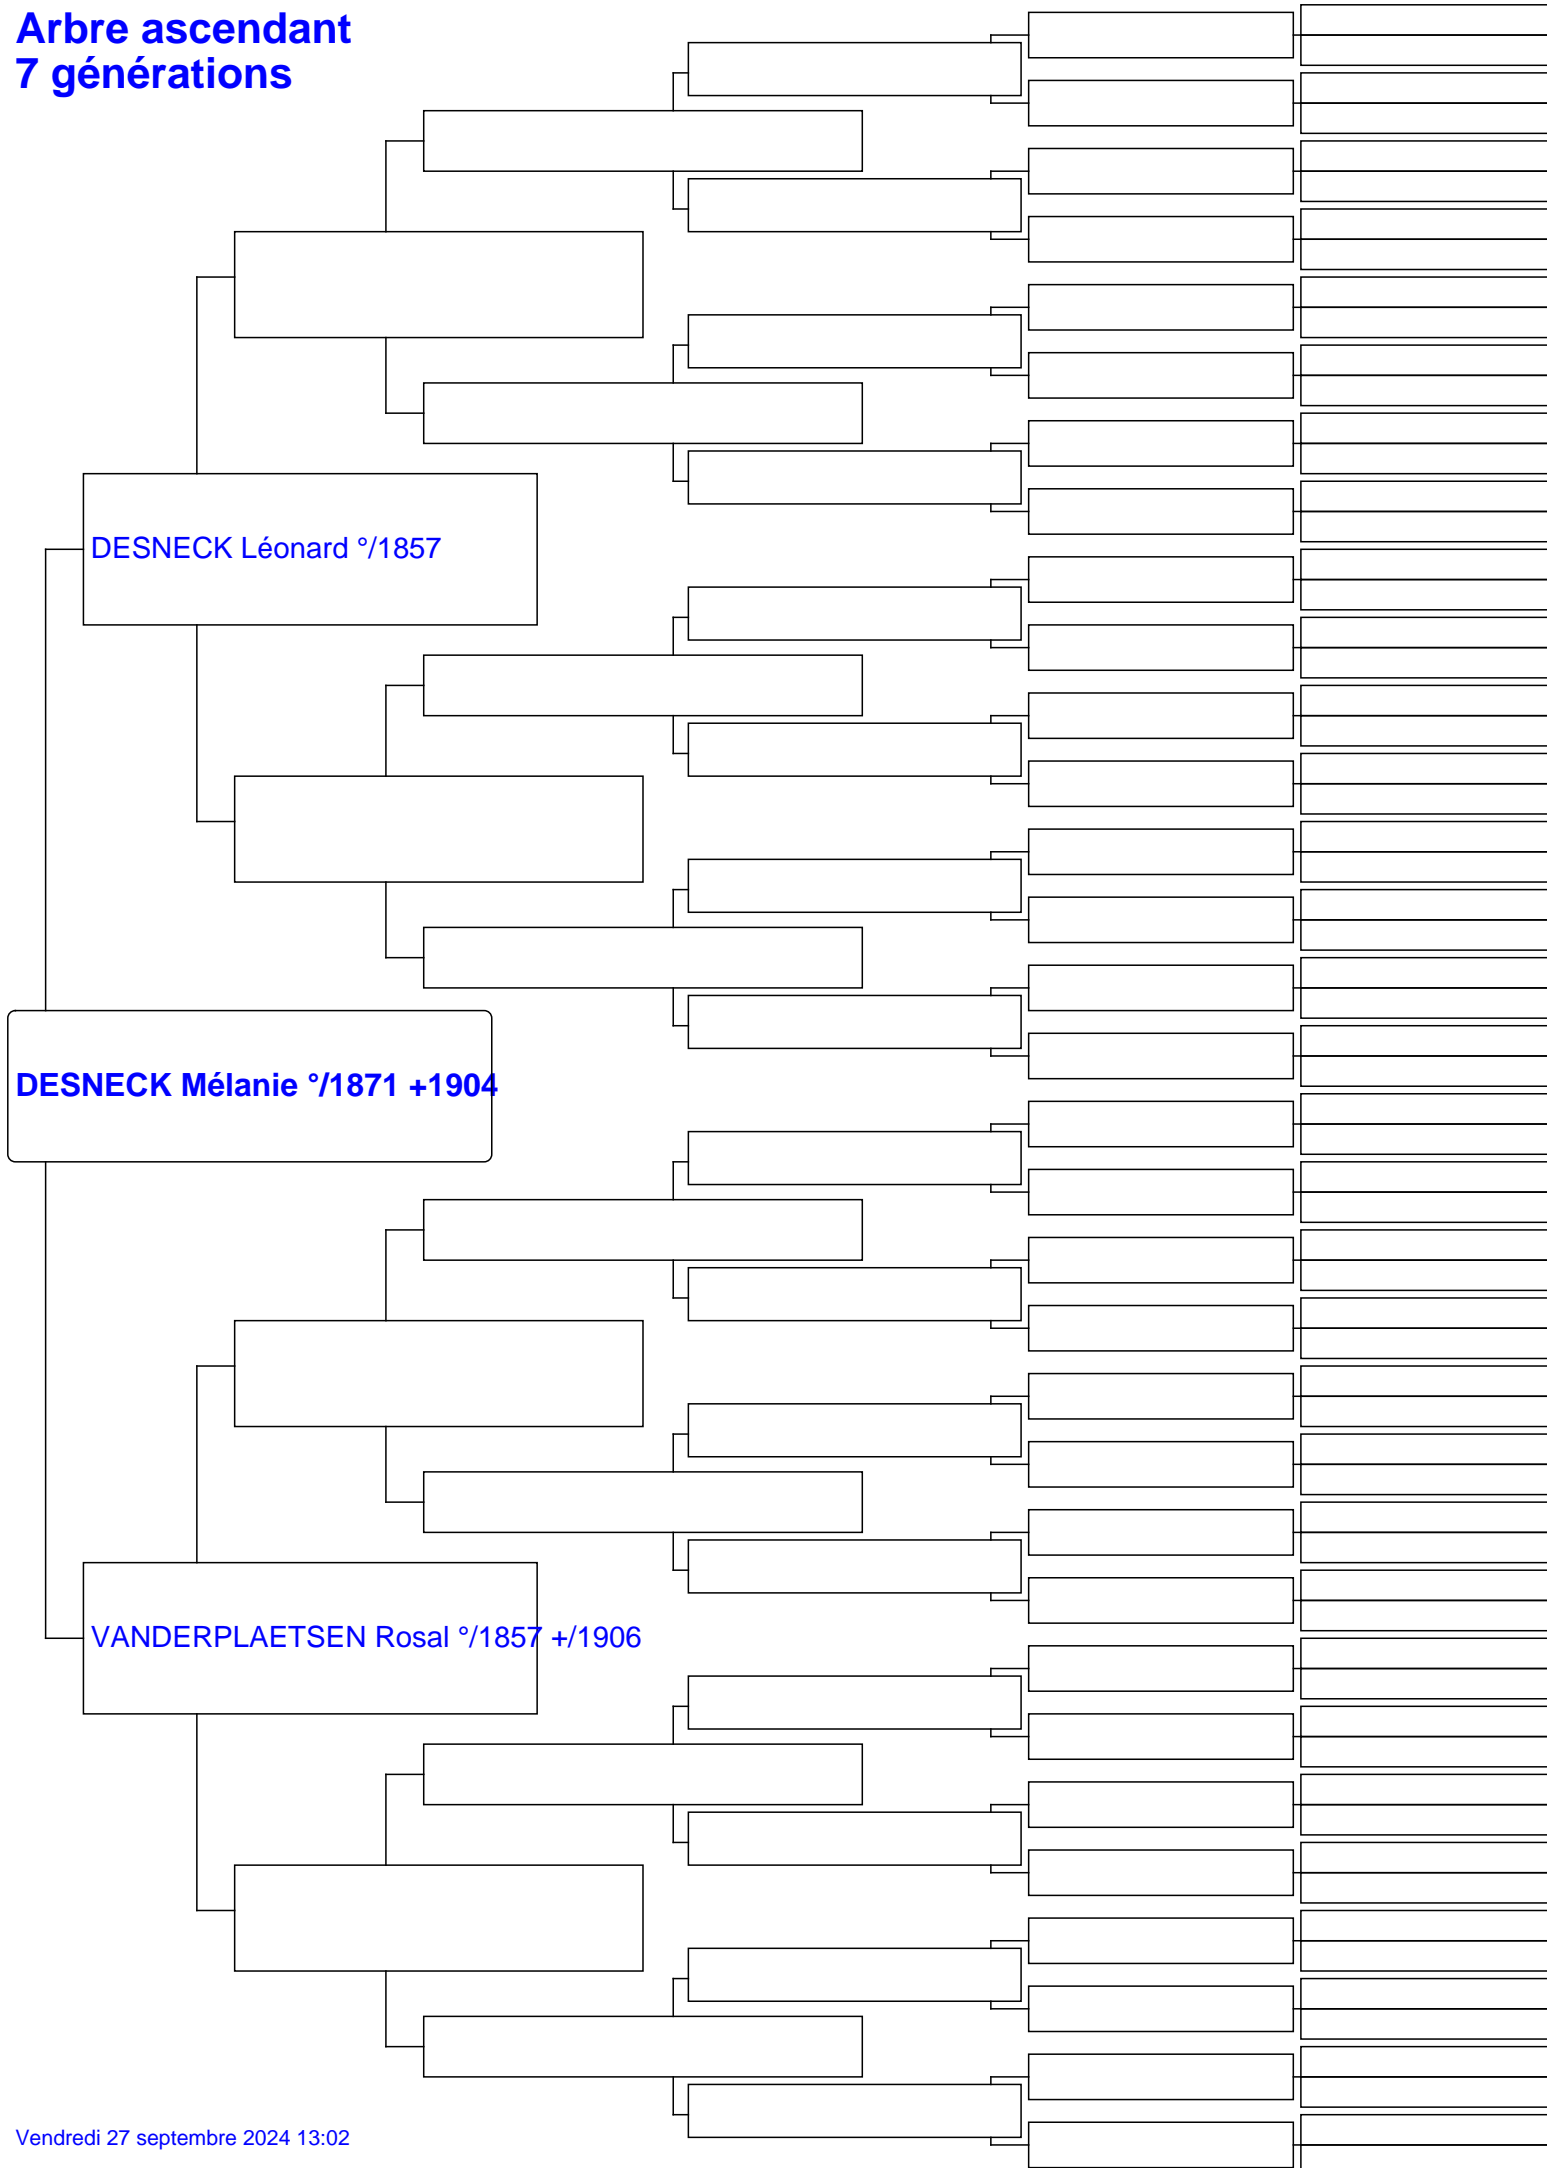 Arbre ascendant
7 générations
DESNECK Léonard °/1857
DESNECK Mélanie °/1871 +1904
VANDERPLAETSEN Rosal °/1857 +/1906
Vendredi 27 septembre 2024 13:02